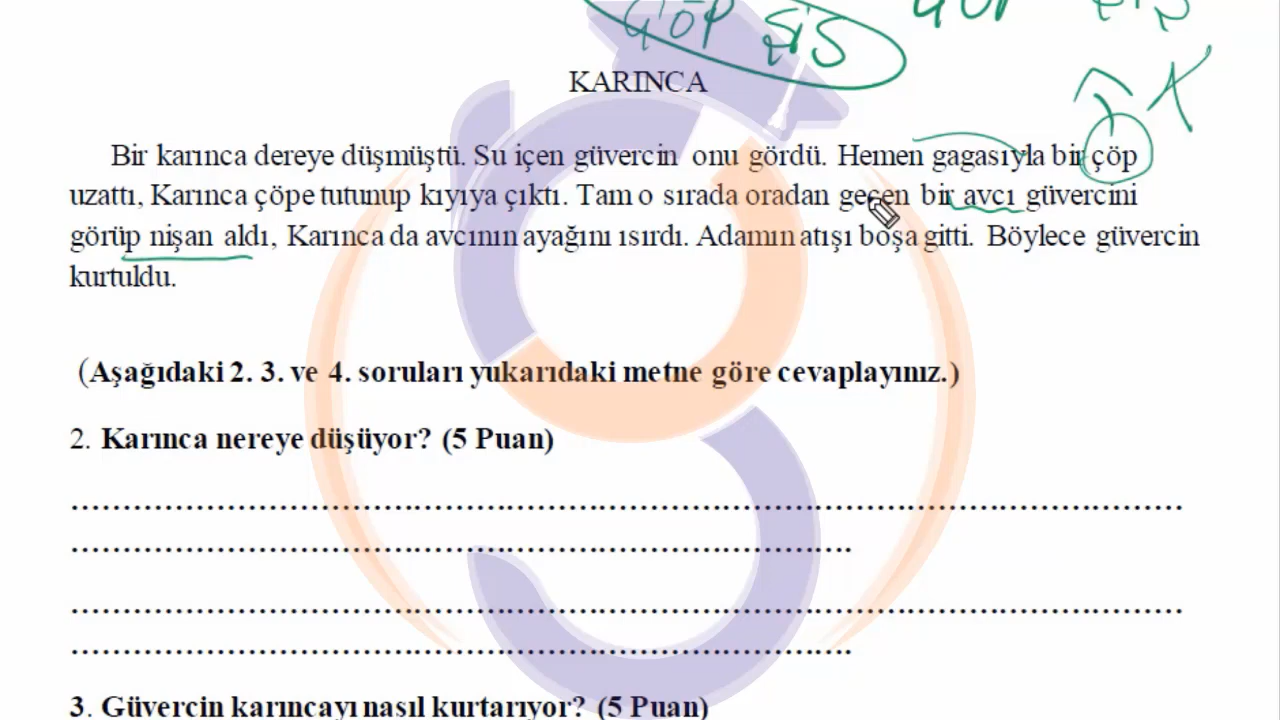 ÇÖP ŞİŞ
KARINCA
Bir karınca dereye düşmüştü. Su içen güvercin onu gördü. Hemen gagasıyla bir çöp
uzattı, Karınca çöpe tutunup kıyıya çıktı. Tam o sırada oradan geçen bir avcı güvercini
görüp nişan aldı, Karınca da avcının ayağını ısırdı. Adamın atışı boşa gitti. Böylece güvercin
kurtuldu.
(Aşağıdaki 2. 3. ve 4. soruları yukarıdaki metne göre cevaplayınız.)
2. Karınca nereye düşüyor? (5 Puan)
3. Güvercin karıncayı nasıl kurtarıyor? (5 Puan)